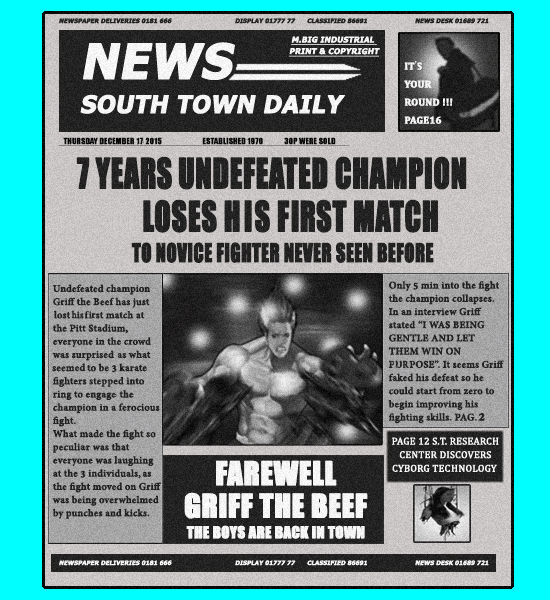 NEWSPAPER DELIVERIES 0181 666 DISPLAY 01777 77 CLASSIFIED 86691 NEWS DESK 01689 721
NEWS
M.BIG INDUSTRIAL
PRINT & COPYRIGHT
SOUTH TOWN DAILY
IT'S
YOUR
ROUND !!!
PAGE16
THURSDAY DECEMBER 17 2015 ESTABLISHED 1970 30P WERE SOLD
7 YEARS UNDEFEATED CHAMPION
LOSES HIS FIRST MATCH
TO NOVICE FIGHTER NEVER SEEN BEFORE
Undefeated champion
Griff the Beef has just
lost his first match at
the Pitt Stadium,
everyone in the crowd
was surprised as what
seemed to be 3 karate
fighters stepped into
ring to engage the
champion in a ferocious
fight.
What made the fight so
peculiar was that
everyone was laughing
at the 3 individuals, as
the fight moved on Griff
was being overwhelmed
by punches and kicks.
FAREWELL
GRIFF THE BEEF
THE BOYS ARE BACK IN TOWN
Only 5 min into the fight
the champion collapses.
In an interview Griff
stated "I WAS BEING
GENTLE AND LET
THEM WIN ON
PURPOSE". It seems Griff
faked his defeat so he
could start from zero to
begin improving his
fighting skills. PAG. 2
PAGE 12 S.T. RESEARCH
CENTER DISCOVERS
CYBORG TECHNOLOGY
NEWSPAPER DELIVERIES 0181 666 DISPLAY 01777 77 CLASSIFIED 86691 NEWS DESK 01689 721